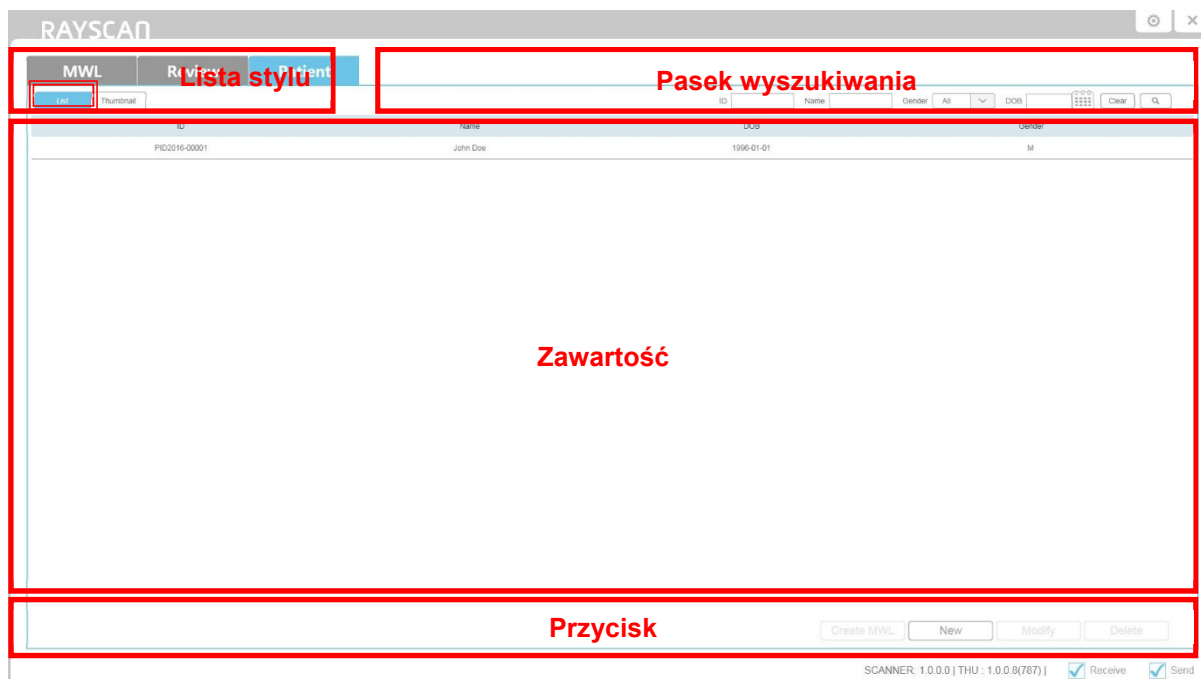 RAYSCAN
MWL Review Patient
Lista stylu
Pasek wyszukiwania
List Thumbnail ID Name Gender All DOB Clear
ID Name DOB Gender
PID2016-00001 John Doe 1996-01-01 M
Zawartość
Przycisk
Create MWL New Modify Delete
SCANNER: 1.0.0.0 | THU : 1.0.0.8(787) | Receive Send